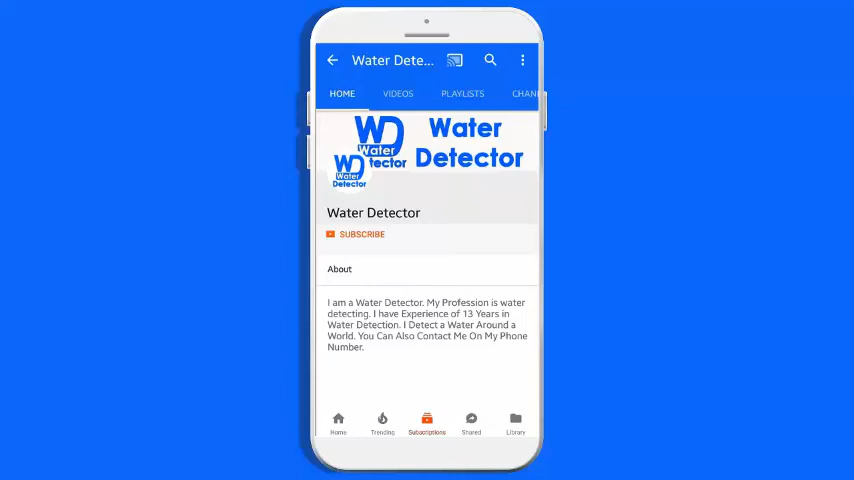 Water Dete...
HOME VIDEOS PLAYLISTS CHAN
WD Water Detector
Water
Detector
WD
Water
Detector
Water Detector
SUBSCRIBE
About
I am a Water Detector. My Profession is water
detecting. I have Experience of 13 Years in
Water Detection. I Detect a Water Around a
World. You Can Also Contact Me On My Phone
Number.
Home Trending Subscriptions Shared Library